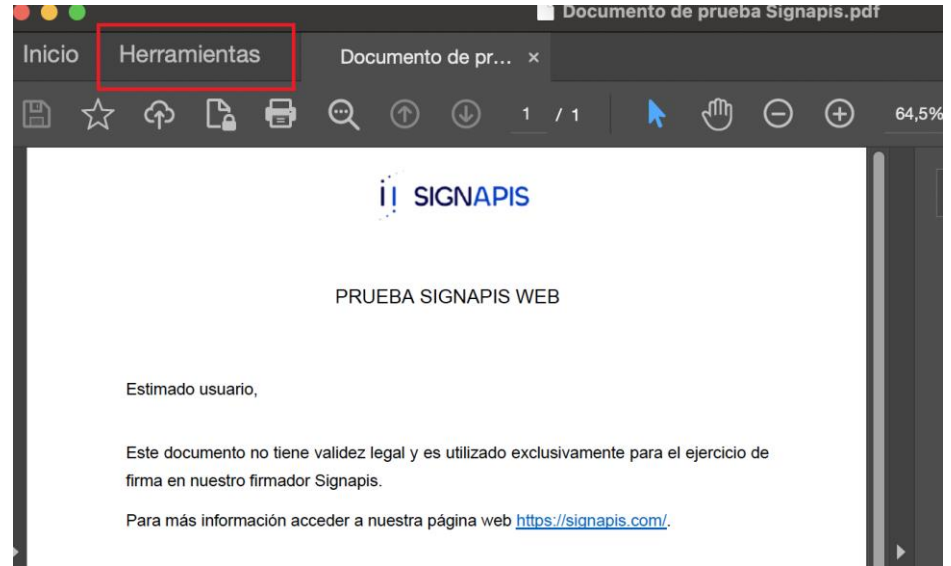 Documento de prueba Signapis.pdf
Inicio Herramientas Documento de pr... ×
1 / 1 64,5%
SIGNAPIS
PRUEBA SIGNAPIS WEB
Estimado usuario,
Este documento no tiene validez legal y es utilizado exclusivamente para el ejercicio de
firma en nuestro firmador Signapis.
Para más información acceder a nuestra página web https://signapis.com/.